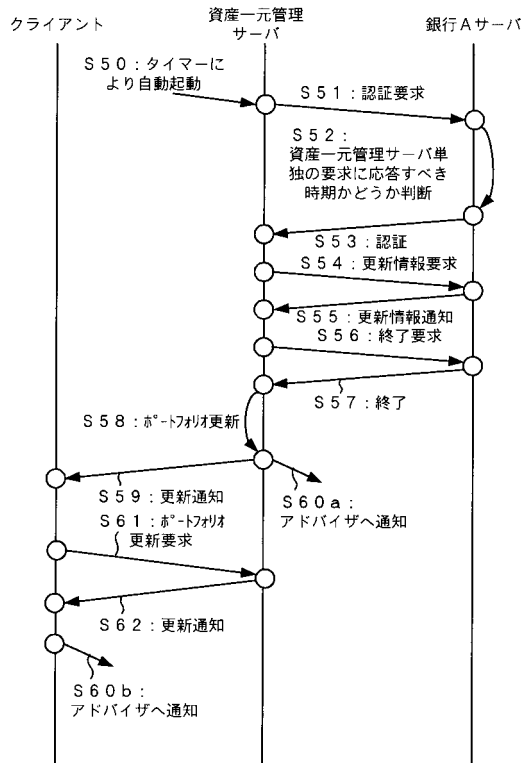 クライアント
資産一元管理
サーバ
銀行Aサーバ
S50:タイマーに
より自動起動
S51:認証要求
S52:
資産一元管理サーバ単
独の要求に応答すべき
時期かどうか判断
S53:認証
S54:更新情報要求
S55:更新情報通知
S56:終了要求
S57:終了
S58:ポートフォリオ更新
S59:更新通知
S60a:
アドバイザへ通知
S61:ポートフォリオ
更新要求
S62:更新通知
S60b:
アドバイザへ通知